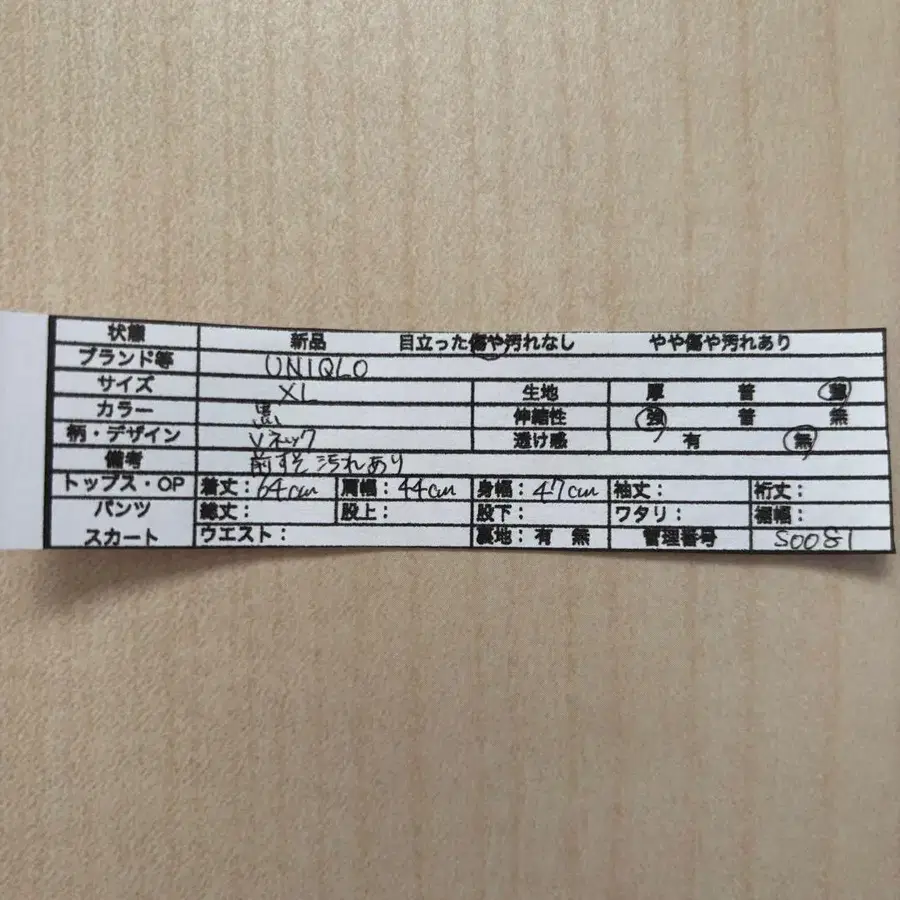 状態 新品 目立った傷や汚れなし やや傷や汚れあり
ブランド等 UNIQLO
サイズ XL 生地 厚 普 薄
カラー 黒 伸縮性 強 普 無
柄・デザイン Vネック 透け感 有 無
備考 前すそ汚れあり
トップス・OP 着丈：64cm 肩幅：44cm 身幅：47cm 袖丈： 裄丈：
パンツ 総丈： 股上： 股下： ワタリ： 裾幅：
スカート ウエスト： 裏地：有 無 管理番号 S0081